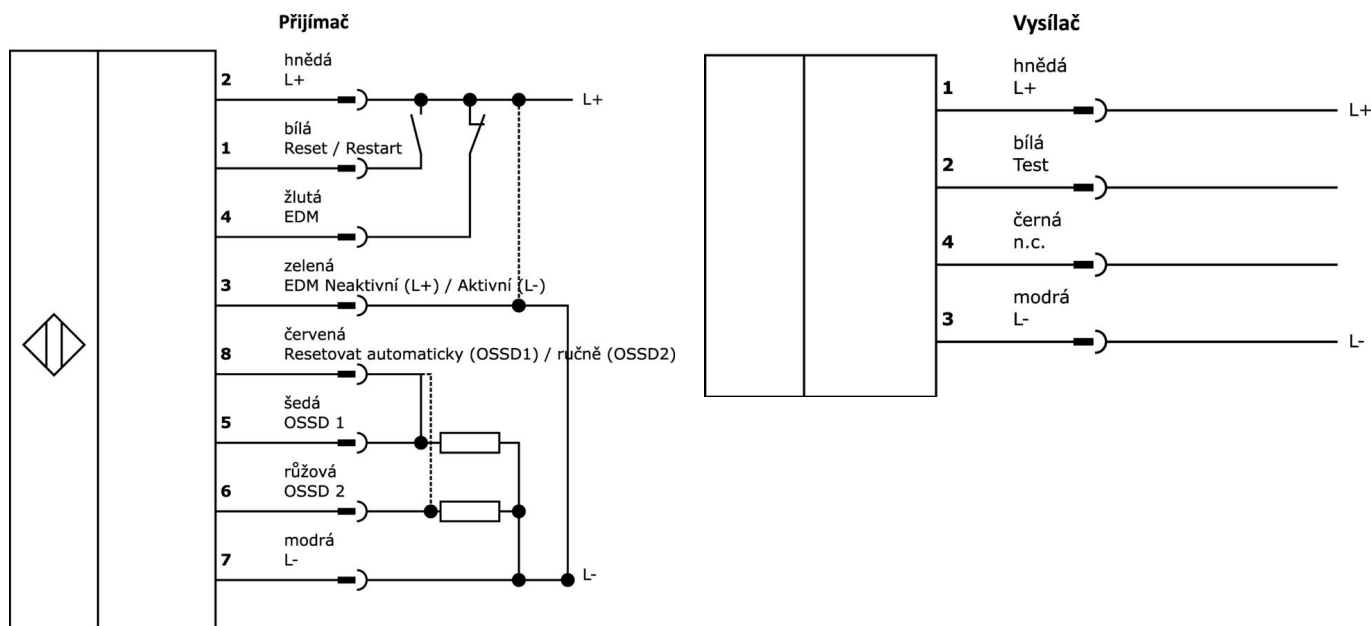 Přijímač
hnědá
2 L+
L+
bílá
1 Reset / Restart
žlutá
4 EDM
zelená
3 EDM Neaktivní (L+) / Aktivní (L-)
červená
8 Resetovat automaticky (OSSD1) / ručně (OSSD2)
šedá
5 OSSD 1
růžová
6 OSSD 2
modrá
7 L-
L-
Vysílač
hnědá
1 L+
L+
bílá
2 Test
černá
4 n.c.
modrá
3 L-
L-